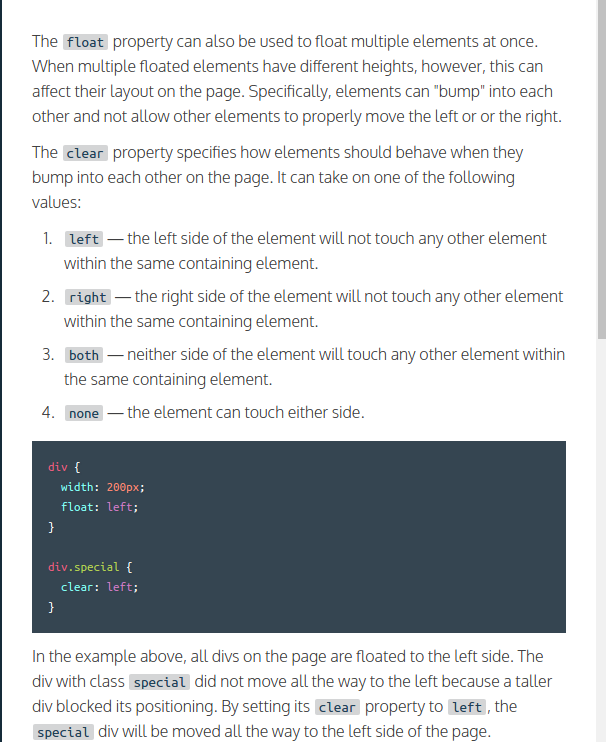 The float property can also be used to float multiple elements at once.
When multiple floated elements have different heights, however, this can
affect their layout on the page. Specifically, elements can "bump" into each
other and not allow other elements to properly move the left or or the right.
The clear property specifies how elements should behave when they
bump into each other on the page. It can take on one of the following
values:
1. left — the left side of the element will not touch any other element
within the same containing element.
2. right — the right side of the element will not touch any other element
within the same containing element.
3. both — neither side of the element will touch any other element within
the same containing element.
4. none — the element can touch either side.
div {
  width: 200px;
  float: left;
}
div.special {
  clear: left;
}
In the example above, all divs on the page are floated to the left side. The
div with class special did not move all the way to the left because a taller
div blocked its positioning. By setting its clear property to left, the
special div will be moved all the way to the left side of the page.